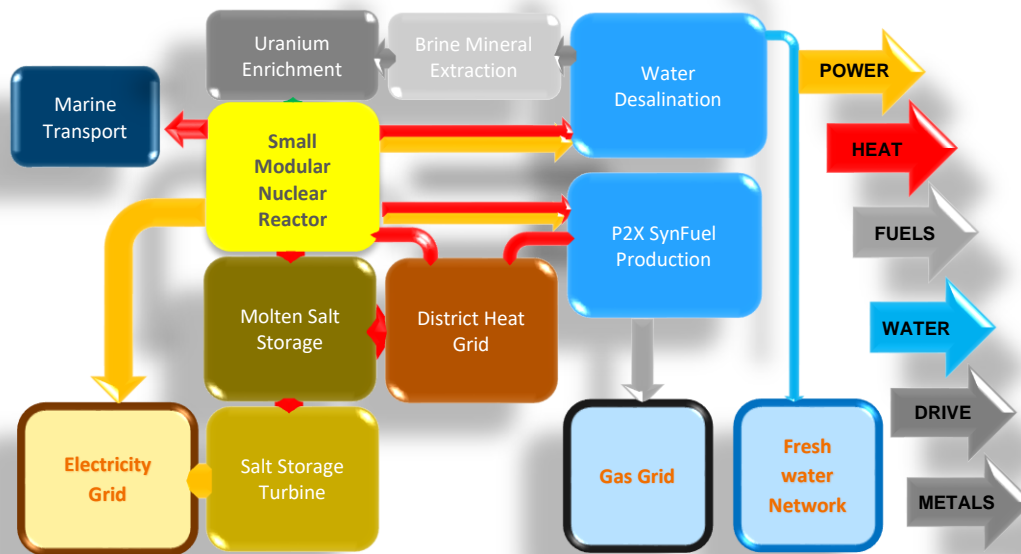 Uranium
Enrichment
Brine Mineral
Extraction
Water
Desalination
POWER
Marine
Transport
Small
Modular
Nuclear
Reactor
HEAT
P2X SynFuel
Production
FUELS
Molten Salt
Storage
District Heat
Grid
WATER
DRIVE
Electricity
Grid
Salt Storage
Turbine
Gas Grid
Fresh
water
Network
METALS